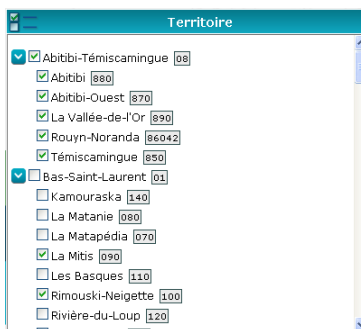 Territoire
Abitibi-Témiscamingue 08
Abitibi 880
Abitibi-Ouest 870
La Vallée-de-l'Or 890
Rouyn-Noranda 86042
Témiscamingue 850
Bas-Saint-Laurent 01
Kamouraska 140
La Matanie 080
La Matapédia 070
La Mitis 090
Les Basques 110
Rimouski-Neigette 100
Rivière-du-Loup 120